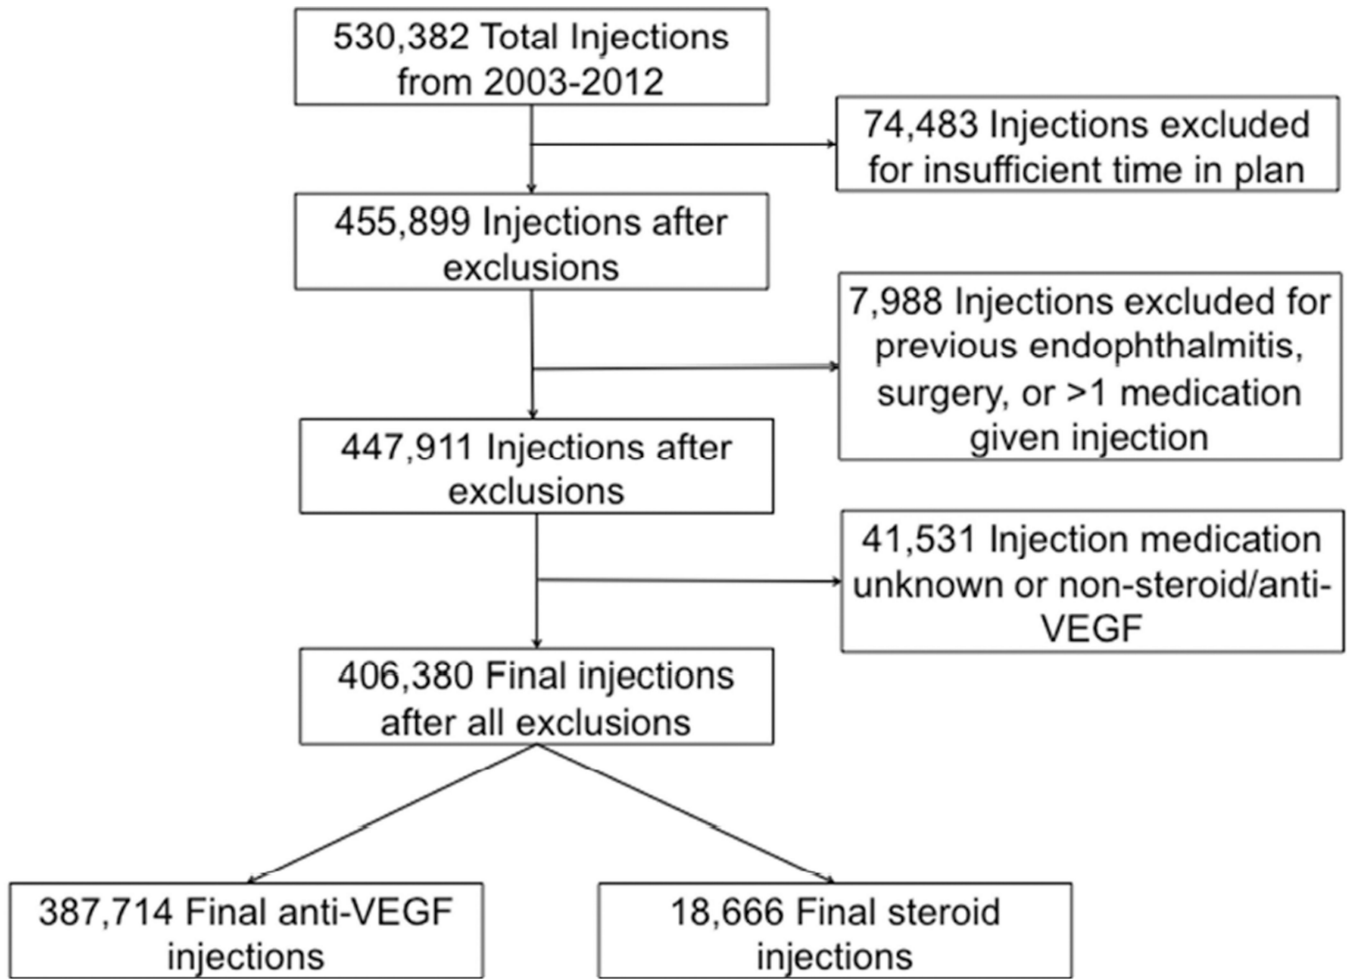 530,382 Total Injections
from 2003-2012
74,483 Injections excluded
for insufficient time in plan
455,899 Injections after
exclusions
7,988 Injections excluded for
previous endophthalmitis,
surgery, or >1 medication
given injection
447,911 Injections after
exclusions
41,531 Injection medication
unknown or non-steroid/anti-
VEGF
406,380 Final injections
after all exclusions
387,714 Final anti-VEGF
injections
18,666 Final steroid
injections